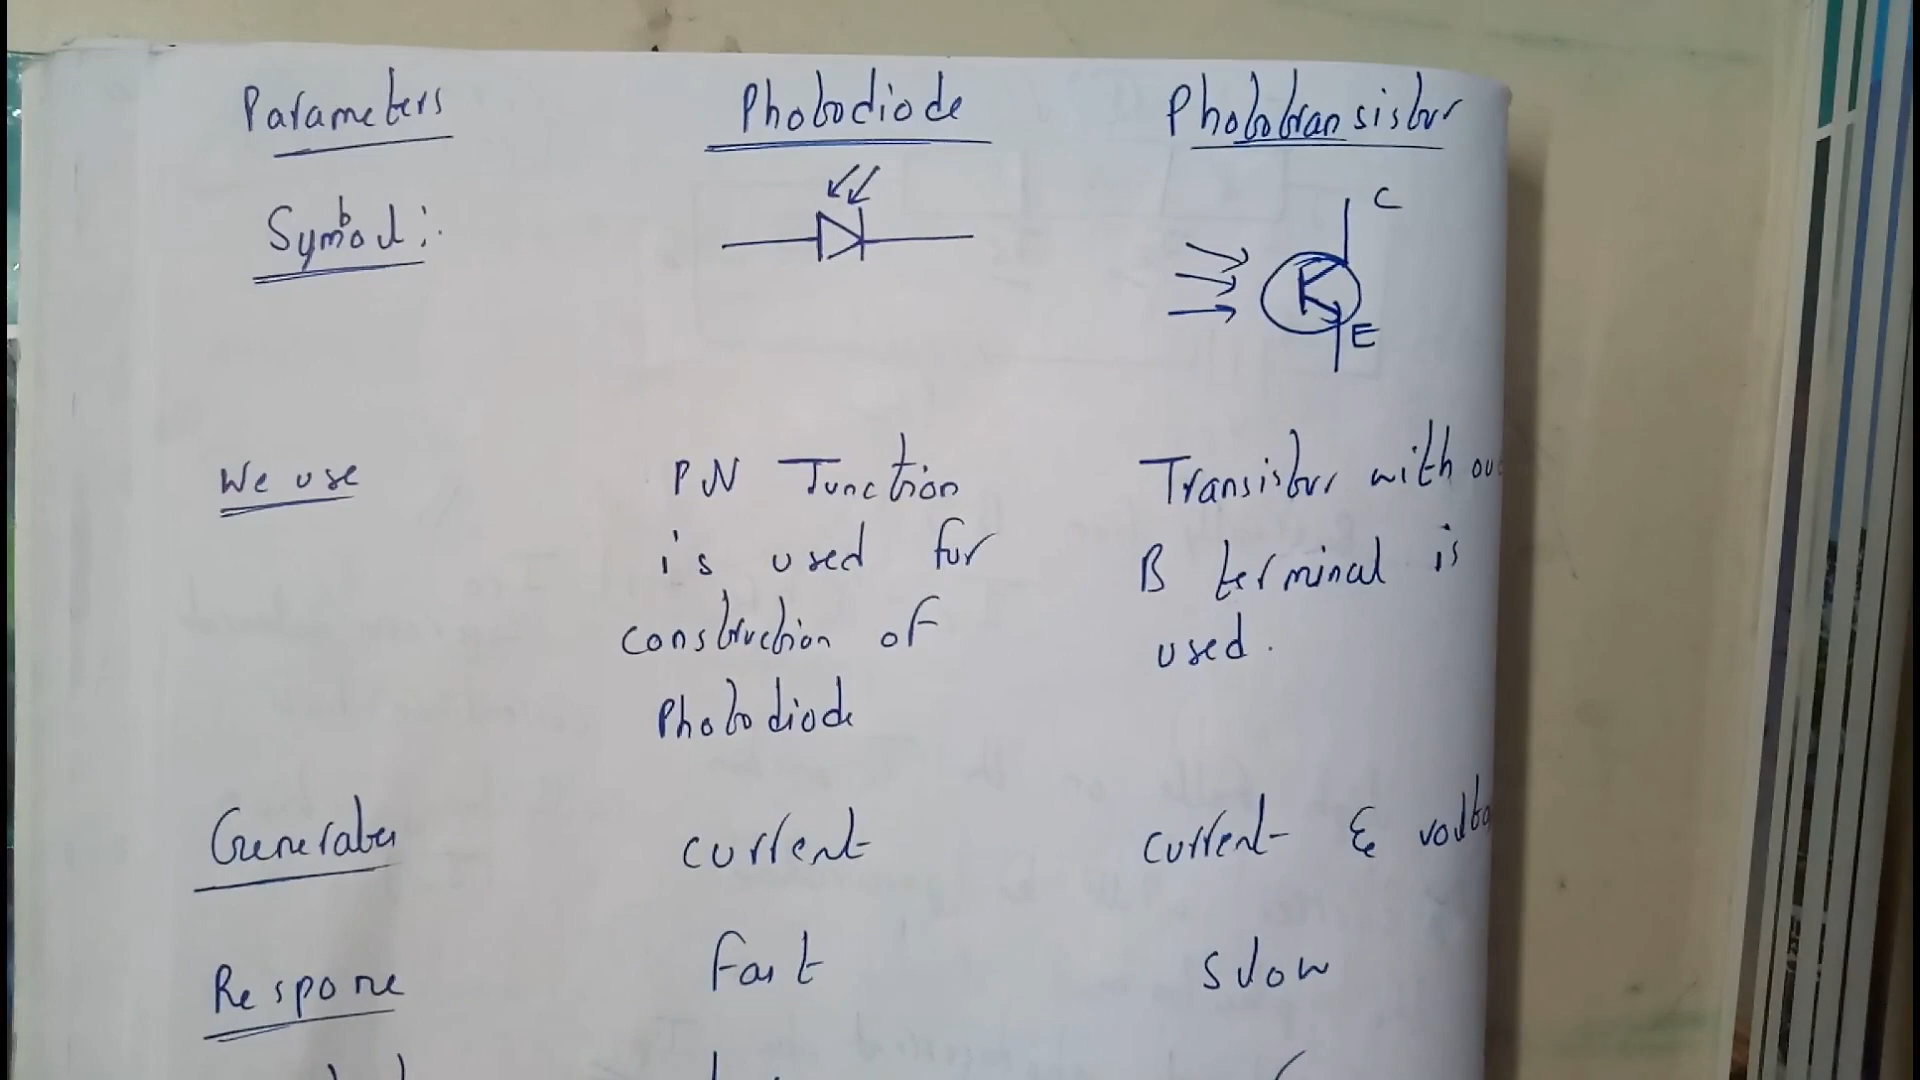 Parameters Photodiode Phototransistor
Symbol:
C
E
We use PN Junction Transistor with
is used for B terminal is
construction of used.
Photodiode
Generates current current &
Response fast slow